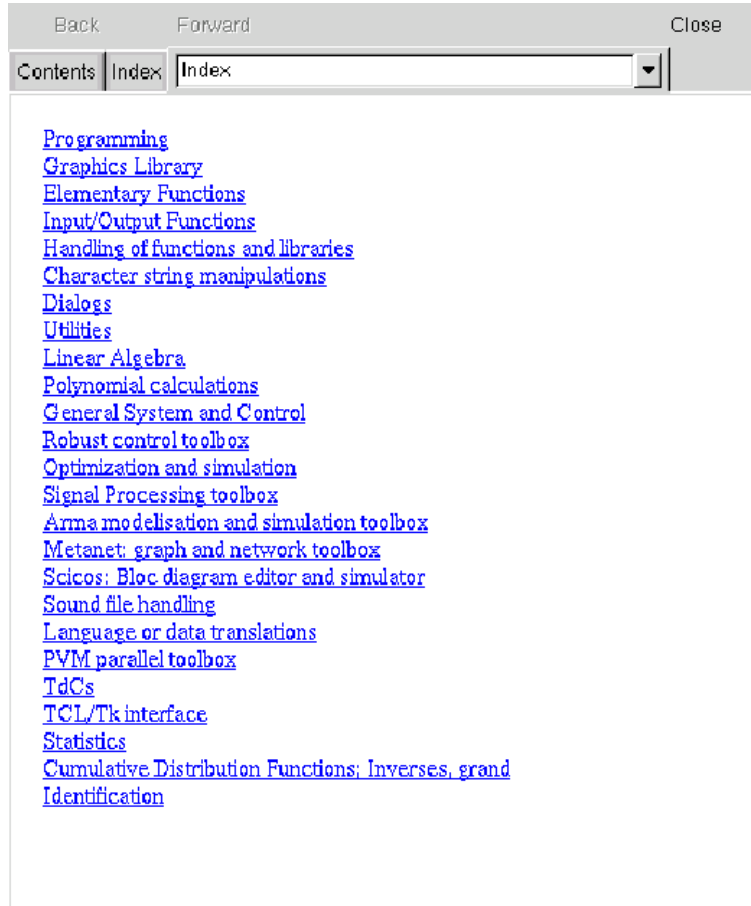 Back Forward Close
Contents Index Index
Programming
Graphics Library
Elementary Functions
Input/Output Functions
Handling of functions and libraries
Character string manipulations
Dialogs
Utilities
Linear Algebra
Polynomial calculations
General System and Control
Robust control toolbox
Optimization and simulation
Signal Processing toolbox
Arma modelisation and simulation toolbox
Metanet: graph and network toolbox
Scicos: Bloc diagram editor and simulator
Sound file handling
Language or data translations
PVM parallel toolbox
TdCs
TCL/Tk interface
Statistics
Cumulative Distribution Functions; Inverses, grand
Identification